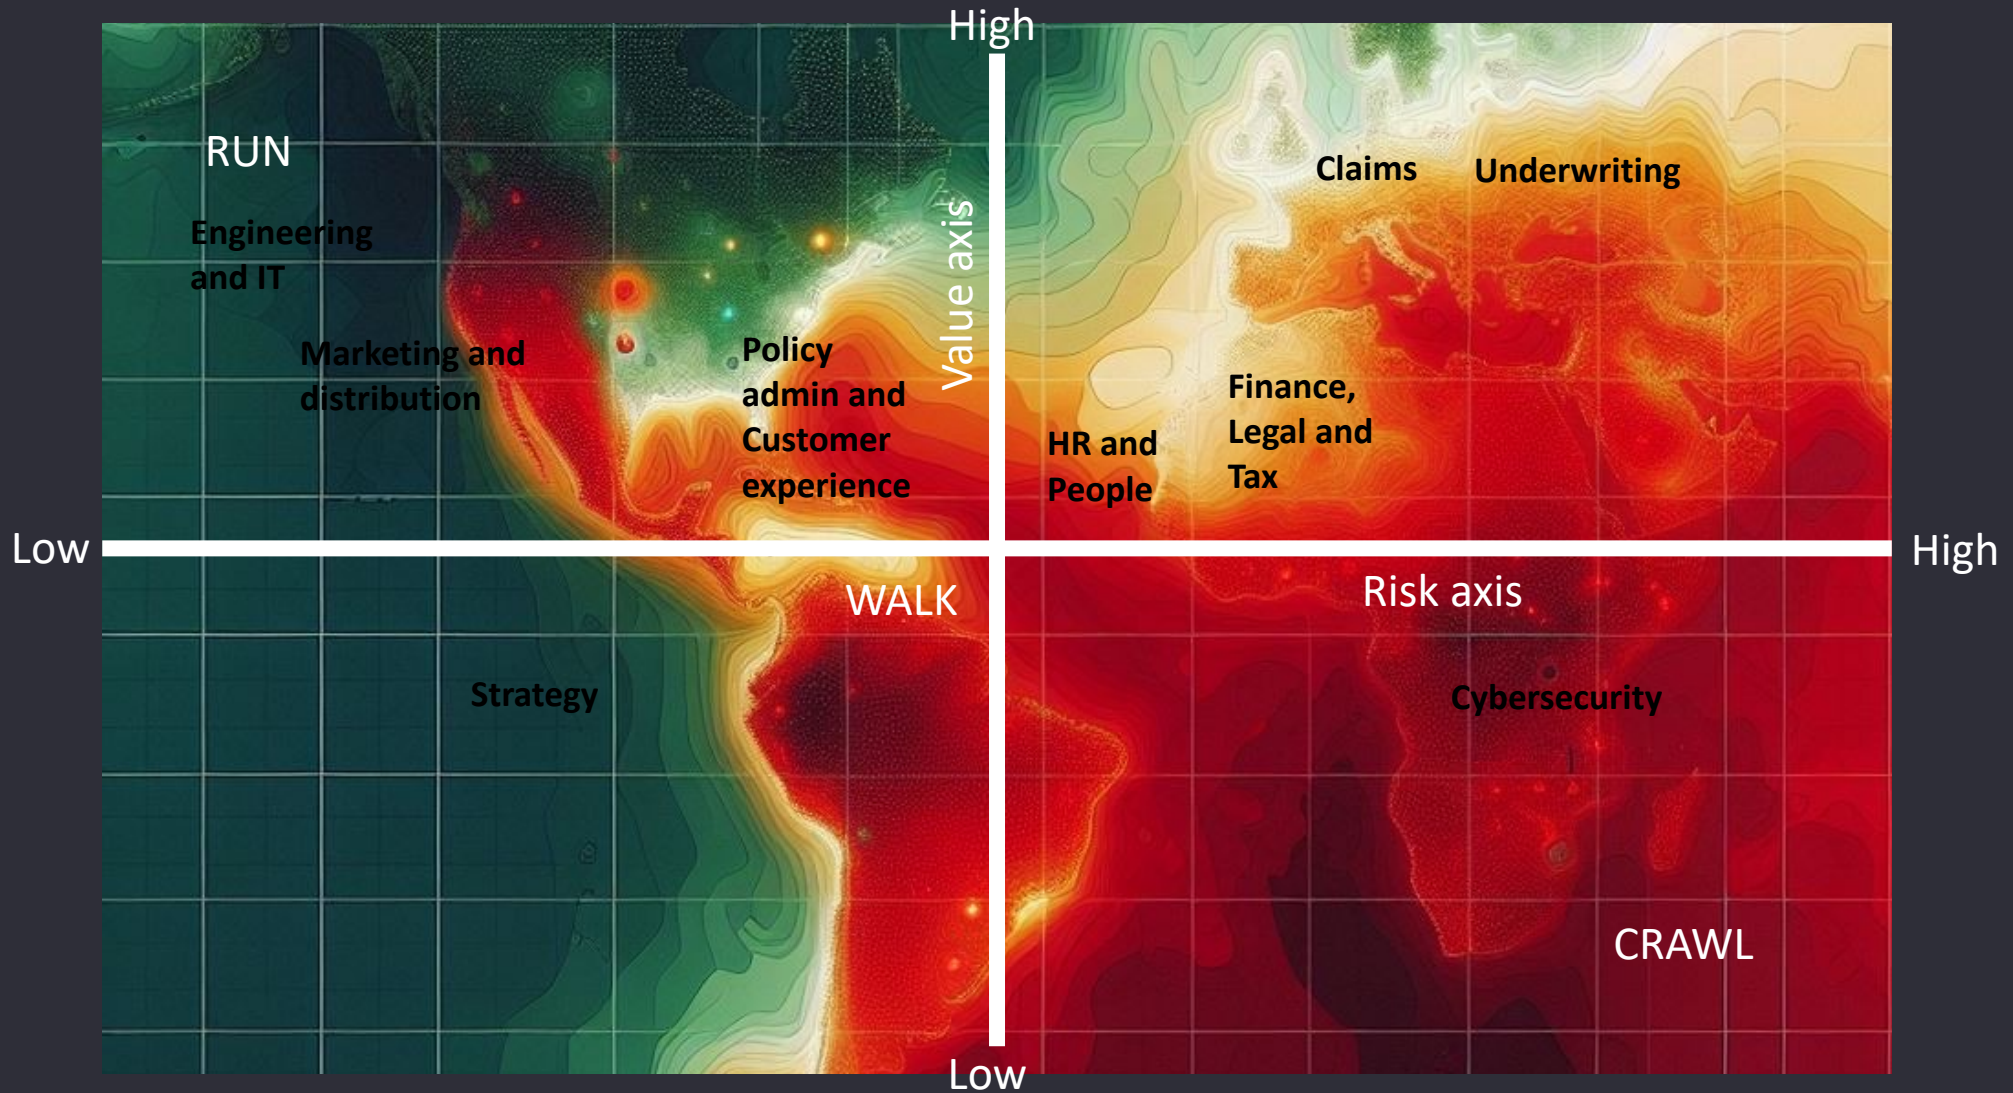 High
RUN
Claims
Underwriting
Engineering
and IT
Value axis
Marketing and
distribution
Policy
admin and
Customer
experience
Finance,
Legal and
Tax
HR and
People
Low
High
WALK
Risk axis
Strategy
Cybersecurity
CRAWL
Low